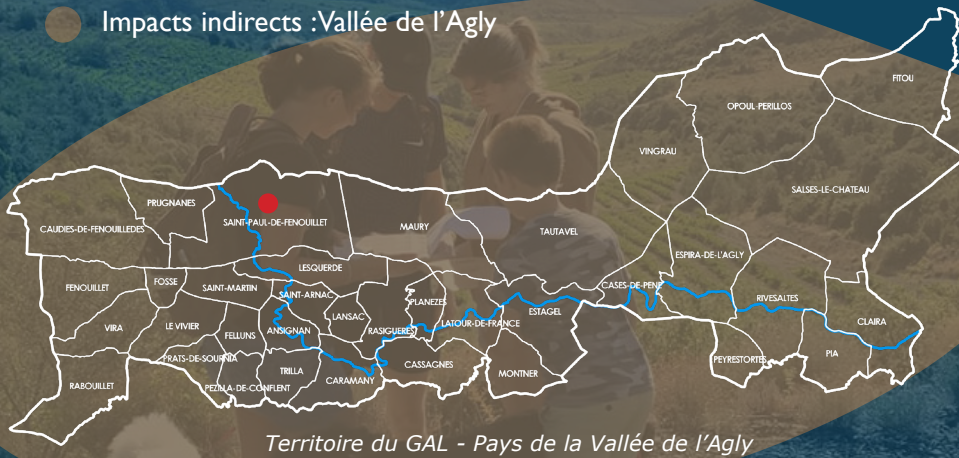 Impacts indirects :Vallée de l'Agly
FITOU
OPOUL-PERILLOS
VINGRAU
SALSES-LE-CHATEAU
PRUGNANES
SAINT-PAUL-DE-FENOUILLET
MAURY
CAUDIES-DE-FENOUILLEDES
TAUTAVEL
ESPIRA-DE-L'AGLY
LESQUERDE
FOSSE
FENOUILLET
SAINT-MARTIN
CASES-DE-PENE
SAINT-ARNAC
RIVESALTES
PLANEZES
LANSAC
ESTAGEL
CLAIRA
LATOUR-DE-FRANCE
LE VIVIER
VIRA
ANSIGNAN
RASIGUERES
FELLUNS
PIA
PRATS-DE-SOURNIA
PEYRESTORTES
CASSAGNES
TRILLA
MONTNER
CARAMANY
RABOUILLET
PEZILLA-DE-CONFLENT
Territoire du GAL - Pays de la Vallée de l'Agly